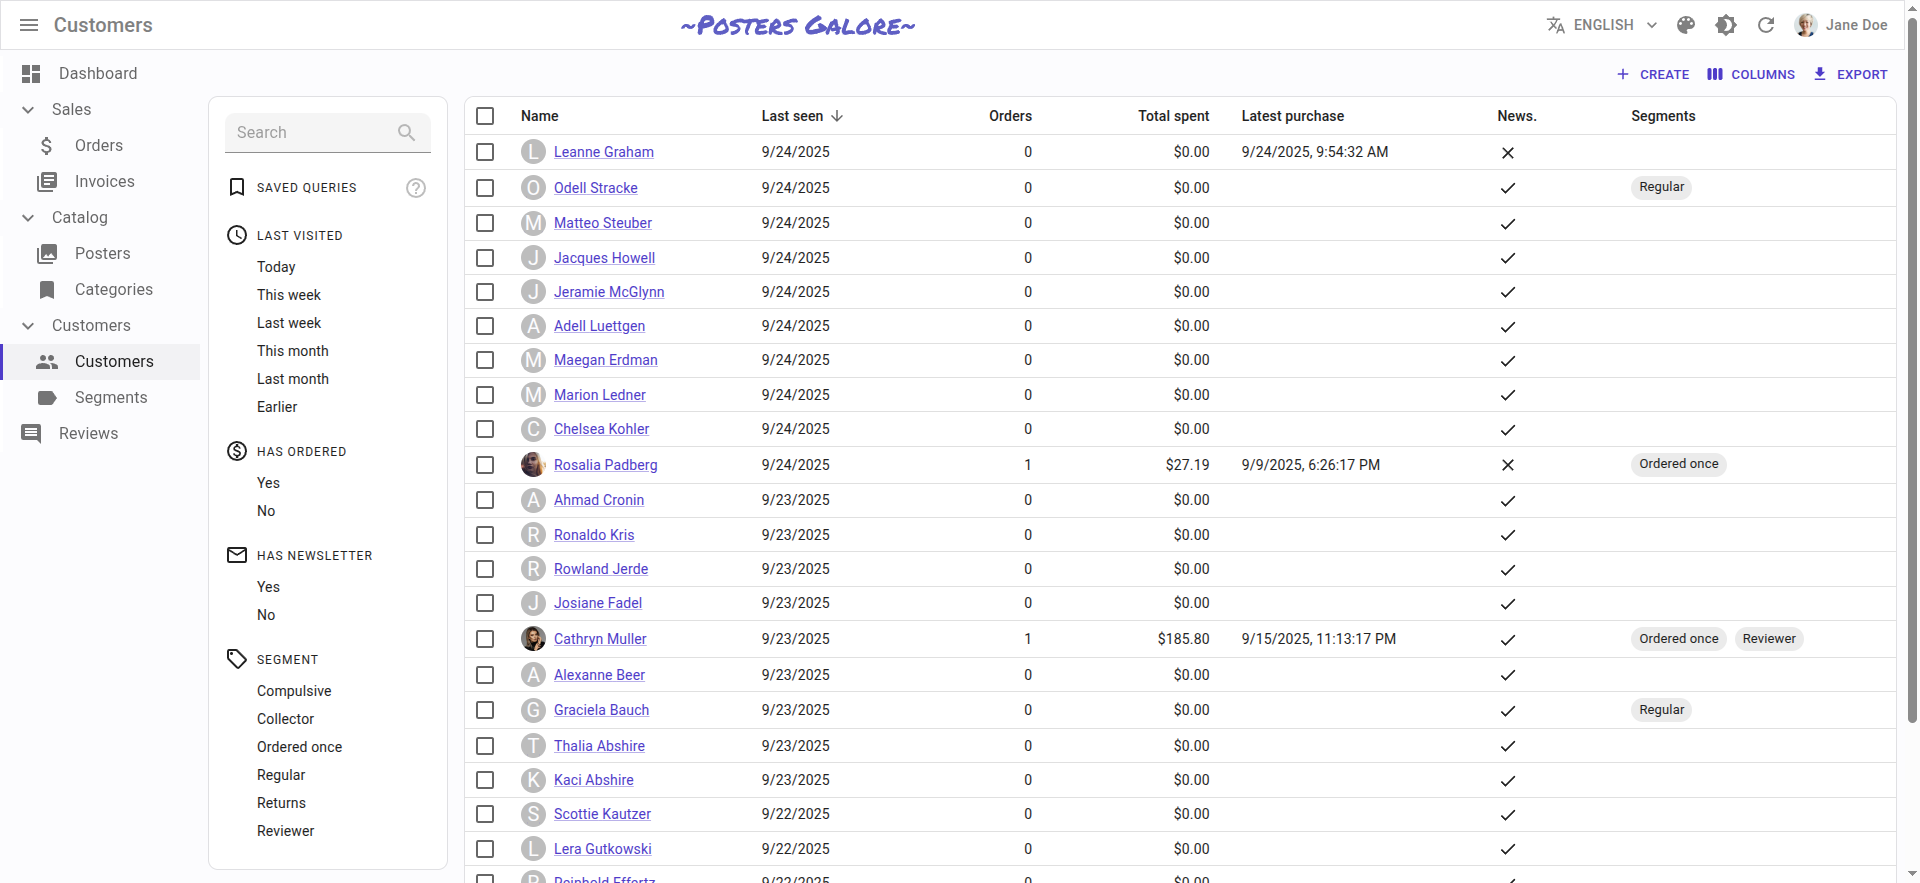 Customers
~Posters Galore~
ENGLISH
Jane Doe
Dashboard
Sales
Orders
Invoices
Catalog
Posters
Categories
Customers
Customers
Segments
Reviews
CREATE COLUMNS EXPORT
Search
SAVED QUERIES ?
LAST VISITED
Today
This week
Last week
This month
Last month
Earlier
HAS ORDERED
Yes
No
HAS NEWSLETTER
Yes
No
SEGMENT
Compulsive
Collector
Ordered once
Regular
Returns
Reviewer
Name Last seen Orders Total spent Latest purchase News. Segments
L Leanne Graham 9/24/2025 0 $0.00 9/24/2025, 9:54:32 AM
O Odell Stracke 9/24/2025 0 $0.00 Regular
M Matteo Steuber 9/24/2025 0 $0.00
J Jacques Howell 9/24/2025 0 $0.00
J Jeramie McGlynn 9/24/2025 0 $0.00
A Adell Luettgen 9/24/2025 0 $0.00
M Maegan Erdman 9/24/2025 0 $0.00
M Marion Ledner 9/24/2025 0 $0.00
C Chelsea Kohler 9/24/2025 0 $0.00
Rosalia Padberg 9/24/2025 1 $27.19 9/9/2025, 6:26:17 PM Ordered once
A Ahmad Cronin 9/23/2025 0 $0.00
R Ronaldo Kris 9/23/2025 0 $0.00
R Rowland Jerde 9/23/2025 0 $0.00
J Josiane Fadel 9/23/2025 0 $0.00
Cathryn Muller 9/23/2025 1 $185.80 9/15/2025, 11:13:17 PM Ordered once Reviewer
A Alexanne Beer 9/23/2025 0 $0.00
G Graciela Bauch 9/23/2025 0 $0.00 Regular
T Thalia Abshire 9/23/2025 0 $0.00
K Kaci Abshire 9/23/2025 0 $0.00
S Scottie Kautzer 9/22/2025 0 $0.00
L Lera Gutkowski 9/22/2025 0 $0.00
R Reinhold Effertz 9/22/2025 0 $0.00